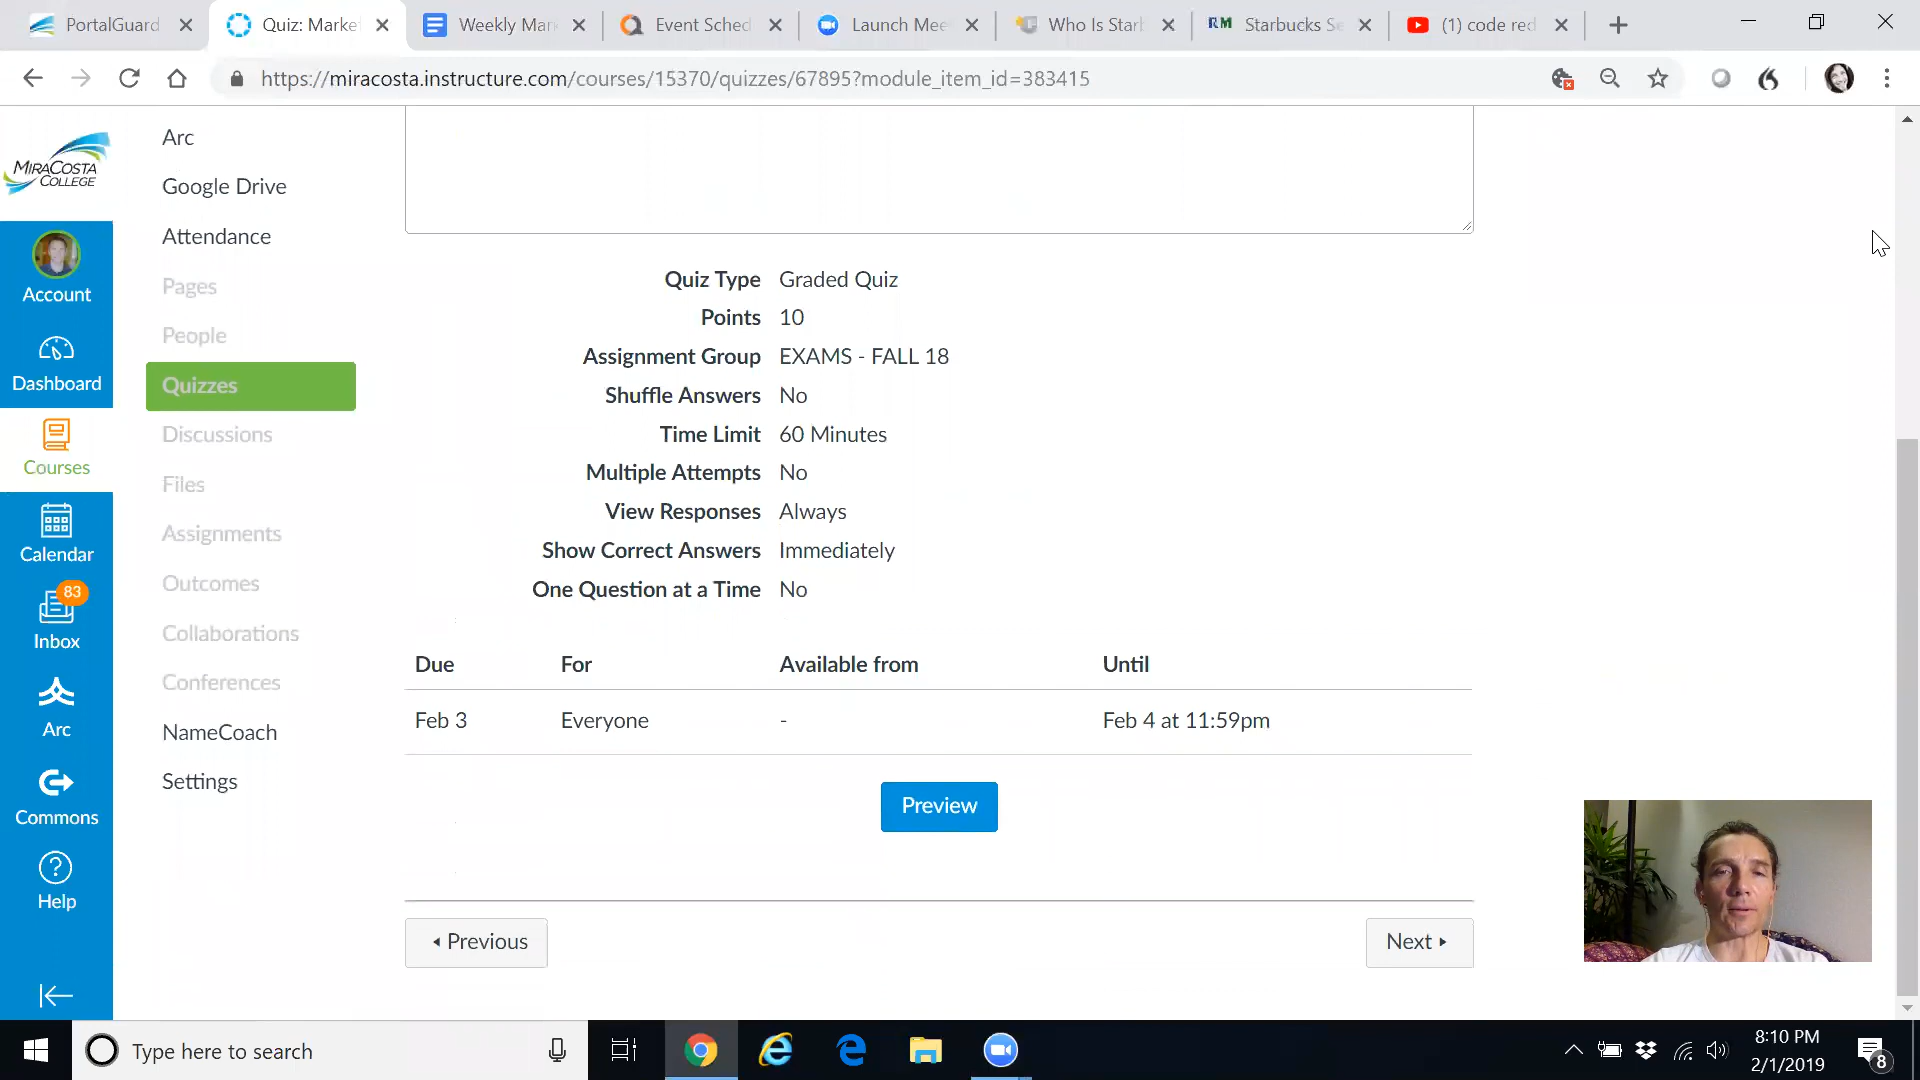 PortalGuard
Quiz: Marke
Weekly Mar
Event Sched
Launch Mee
Who Is Starb
RM Starbucks Se
(1) code red
https://miracosta.instructure.com/courses/15370/quizzes/67895?module_item_id=383415
MIRACOSTA
COLLEGE
Account
Dashboard
Courses
Calendar
83
Inbox
Arc
Commons
Help
Arc
Google Drive
Attendance
Pages
People
Quizzes
Discussions
Files
Assignments
Outcomes
Collaborations
Conferences
NameCoach
Settings
Quiz Type Graded Quiz
Points 10
Assignment Group EXAMS - FALL 18
Shuffle Answers No
Time Limit 60 Minutes
Multiple Attempts No
View Responses Always
Show Correct Answers Immediately
One Question at a Time No
Due For Available from Until
Feb 3 Everyone - Feb 4 at 11:59pm
Preview
Previous
Next
Type here to search
8:10 PM
2/1/2019
8